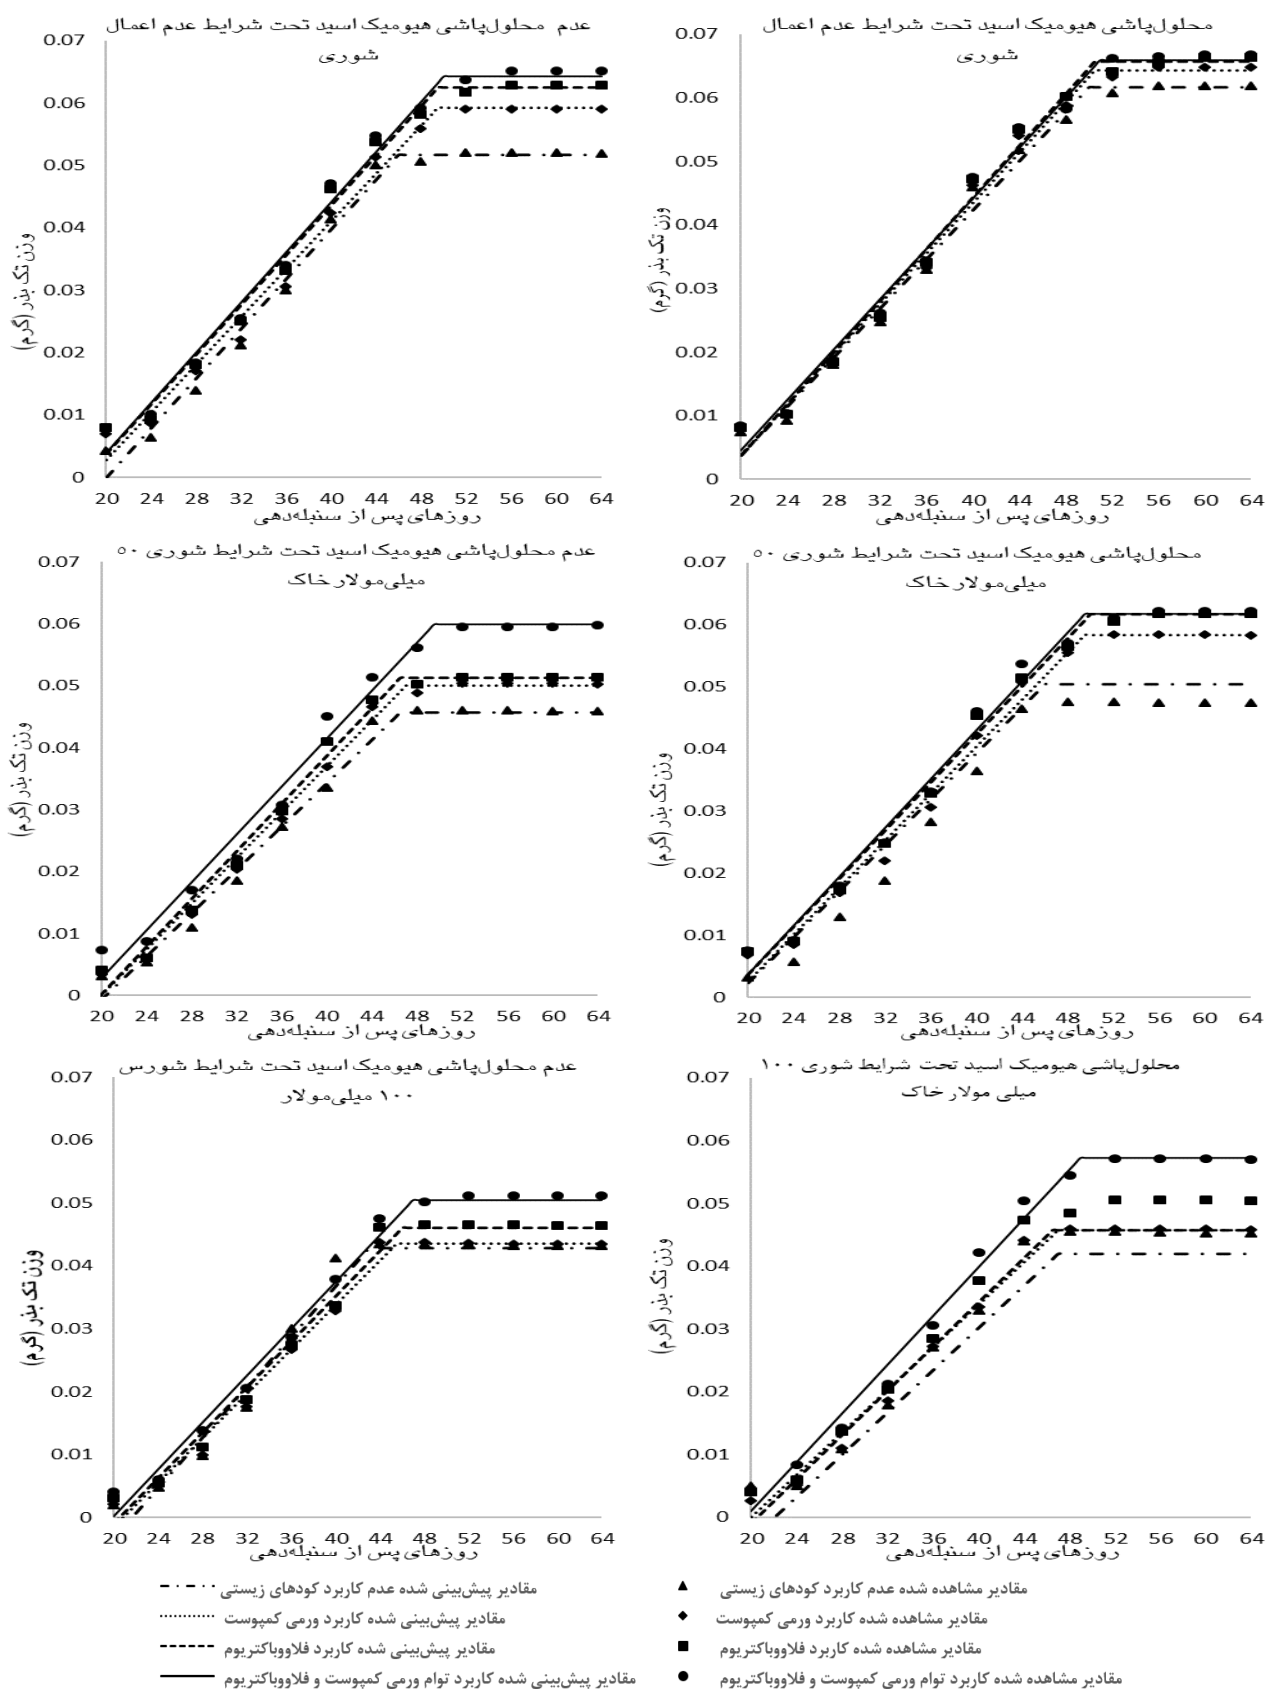 محلول‌پاشی هیومیک اسید تحت شرایط عدم اعمال
شوری
وزن تک بذر (گرم)
0.07
0.06
0.05
0.04
0.03
0.02
0.01
0
20 24 28 32 36 40 44 48 52 56 60 64
روزهای پس از سنبله‌دهی
عدم محلول‌پاشی هیومیک اسید تحت شرایط عدم اعمال
شوری
وزن تک بذر (گرم)
0.07
0.06
0.05
0.04
0.03
0.02
0.01
0
20 24 28 32 36 40 44 48 52 56 60 64
روزهای پس از سنبله‌دهی
محلول‌پاشی هیومیک اسید تحت شرایط شوری ۵۰
میلی‌مولار خاک
وزن تک بذر (گرم)
0.07
0.06
0.05
0.04
0.03
0.02
0.01
0
20 24 28 32 36 40 44 48 52 56 60 64
روزهای پس از سنبله‌دهی
عدم محلول‌پاشی هیومیک اسید تحت شرایط شوری ۵۰
میلی‌مولار خاک
وزن تک بذر (گرم)
0.07
0.06
0.05
0.04
0.03
0.02
0.01
0
20 24 28 32 36 40 44 48 52 56 60 64
روزهای پس از سنبله‌دهی
محلول‌پاشی هیومیک اسید تحت شرایط شوری ۱۰۰
میلی مولار خاک
وزن تک بذر (گرم)
0.07
0.06
0.05
0.04
0.03
0.02
0.01
0
20 24 28 32 36 40 44 48 52 56 60 64
روزهای پس از سنبله‌دهی
عدم محلول‌پاشی هیومیک اسید تحت شرایط شورس
۱۰۰ میلی‌مولار
وزن تک بذر (گرم)
0.07
0.06
0.05
0.04
0.03
0.02
0.01
0
20 24 28 32 36 40 44 48 52 56 60 64
روزهای پس از سنبله‌دهی
مقادیر مشاهده شده عدم کاربرد کودهای زیستی
مقادیر پیش‌بینی شده عدم کاربرد کودهای زیستی
مقادیر مشاهده شده کاربرد ورمی کمپوست
مقادیر پیش‌بینی شده کاربرد ورمی کمپوست
مقادیر مشاهده شده کاربرد فلاووباکتریوم
مقادیر پیش‌بینی شده کاربرد فلاووباکتریوم
مقادیر مشاهده شده کاربرد توام ورمی کمپوست و فلاووباکتریوم
مقادیر پیش‌بینی شده کاربرد توام ورمی کمپوست و فلاووباکتریوم